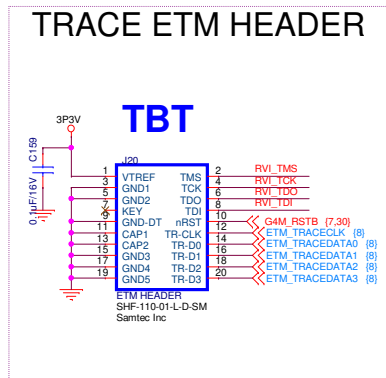 TRACE ETM HEADER
TBT
3P3V
C159
0.1uF/16V
J20
1 VTREF TMS 2 RVI_TMS
3 GND1 TCK 4 RVI_TCK
5 GND2 TDO 6 RVI_TDO
7 KEY TDI 8 RVI_TDI
9 GND-DT nRST 10 G4M_RSTB {7,30}
11 CAP1 TR-CLK 12 ETM_TRACECLK {8}
13 CAP2 TR-D0 14 ETM_TRACEDATA0 {8}
15 GND3 TR-D1 16 ETM_TRACEDATA1 {8}
17 GND4 TR-D2 18 ETM_TRACEDATA2 {8}
19 GND5 TR-D3 20 ETM_TRACEDATA3 {8}
ETM HEADER
SHF-110-01-L-D-SM
Samtec Inc